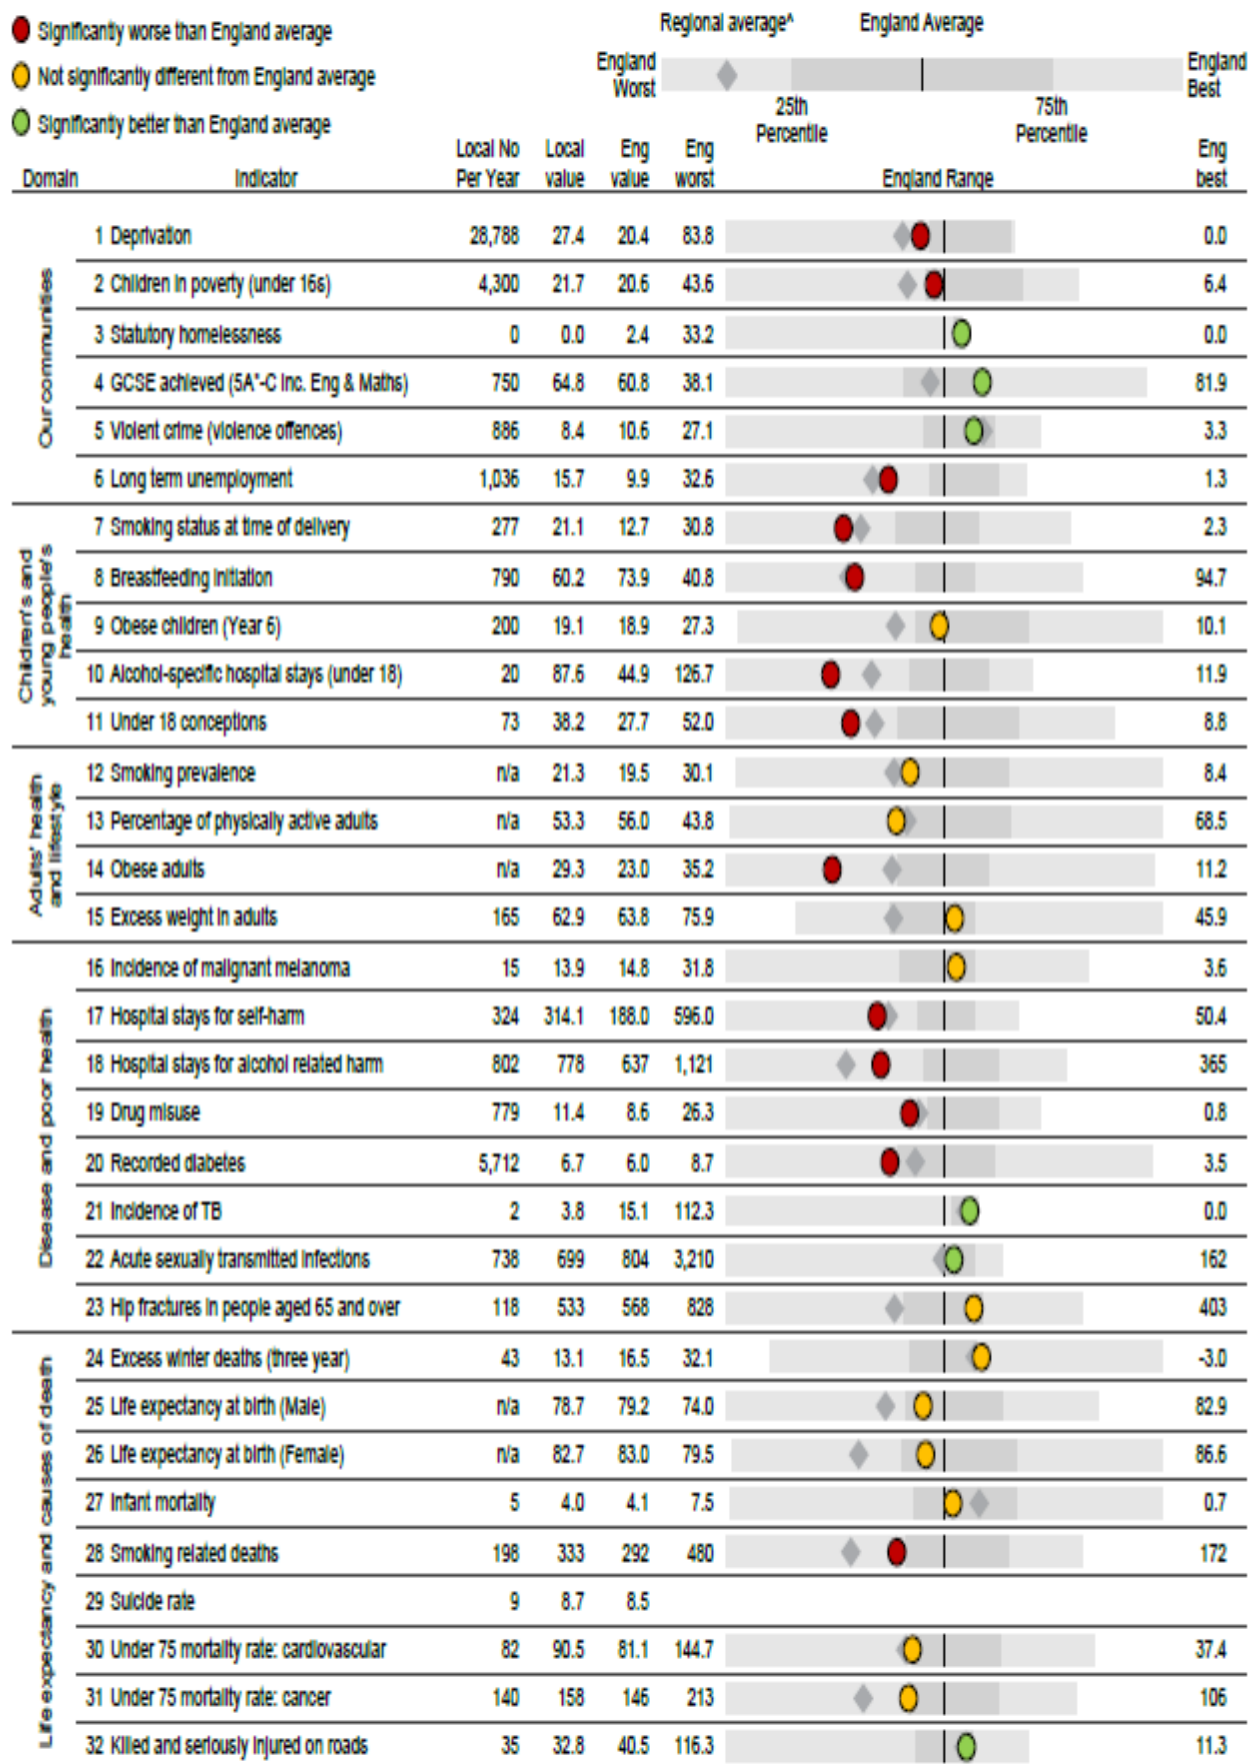 Significantly worse than England average
Not significantly different from England average
Significantly better than England average
Regional average^ England Average
England Worst England Best
25th Percentile 75th Percentile
Domain Indicator Local No Per Year Local value Eng value Eng worst England Range Eng best
Our communities
1 Deprivation 28,788 27.4 20.4 83.8 0.0
2 Children in poverty (under 16s) 4,300 21.7 20.6 43.6 6.4
3 Statutory homelessness 0 0.0 2.4 33.2 0.0
4 GCSE achieved (5A*-C inc. Eng & Maths) 750 64.8 60.8 38.1 81.9
5 Violent crime (violence offences) 886 8.4 10.6 27.1 3.3
6 Long term unemployment 1,036 15.7 9.9 32.6 1.3
Children's and young people's health
7 Smoking status at time of delivery 277 21.1 12.7 30.8 2.3
8 Breastfeeding initiation 790 60.2 73.9 40.8 94.7
9 Obese children (Year 6) 200 19.1 18.9 27.3 10.1
10 Alcohol-specific hospital stays (under 18) 20 87.6 44.9 126.7 11.9
11 Under 18 conceptions 73 38.2 27.7 52.0 8.8
Adults' health and lifestyle
12 Smoking prevalence n/a 21.3 19.5 30.1 8.4
13 Percentage of physically active adults n/a 53.3 56.0 43.8 68.5
14 Obese adults n/a 29.3 23.0 35.2 11.2
15 Excess weight in adults 165 62.9 63.8 75.9 45.9
Disease and poor health
16 Incidence of malignant melanoma 15 13.9 14.8 31.8 3.6
17 Hospital stays for self-harm 324 314.1 188.0 596.0 50.4
18 Hospital stays for alcohol related harm 802 778 637 1,121 365
19 Drug misuse 779 11.4 8.6 26.3 0.8
20 Recorded diabetes 5,712 6.7 6.0 8.7 3.5
21 Incidence of TB 2 3.8 15.1 112.3 0.0
22 Acute sexually transmitted infections 738 699 804 3,210 162
23 Hip fractures in people aged 65 and over 118 533 568 828 403
Life expectancy and causes of death
24 Excess winter deaths (three year) 43 13.1 16.5 32.1 -3.0
25 Life expectancy at birth (Male) n/a 78.7 79.2 74.0 82.9
26 Life expectancy at birth (Female) n/a 82.7 83.0 79.5 86.6
27 Infant mortality 5 4.0 4.1 7.5 0.7
28 Smoking related deaths 198 333 292 480 172
29 Suicide rate 9 8.7 8.5
30 Under 75 mortality rate: cardiovascular 82 90.5 81.1 144.7 37.4
31 Under 75 mortality rate: cancer 140 158 146 213 106
32 Killed and seriously injured on roads 35 32.8 40.5 116.3 11.3